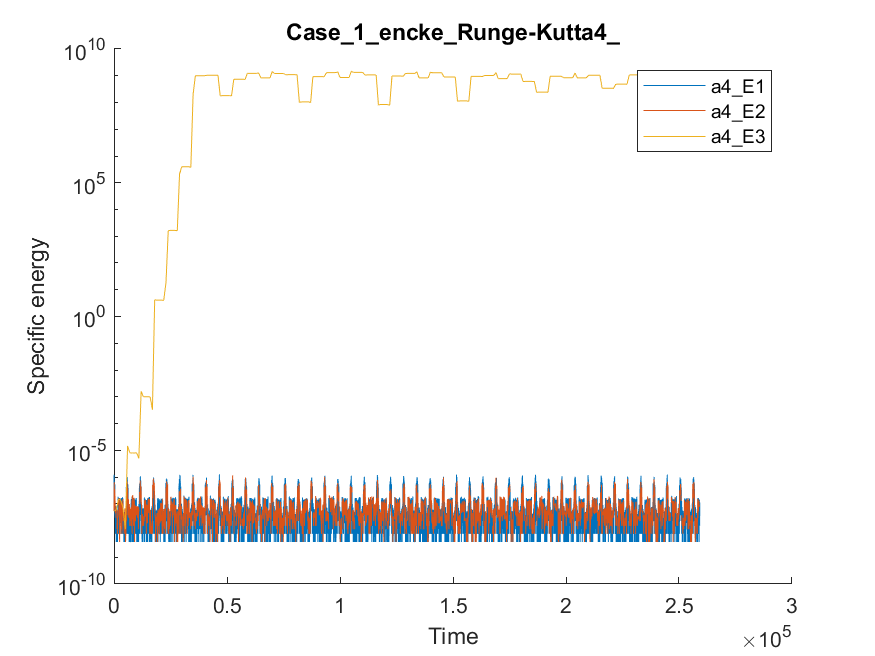 Case_1_encke_Runge-Kutta4_
10^10
10^5
10^0
10^-5
10^-10
Specific energy
a4_E1
a4_E2
a4_E3
0 0.5 1 1.5 2 2.5 3
Time
×10^5